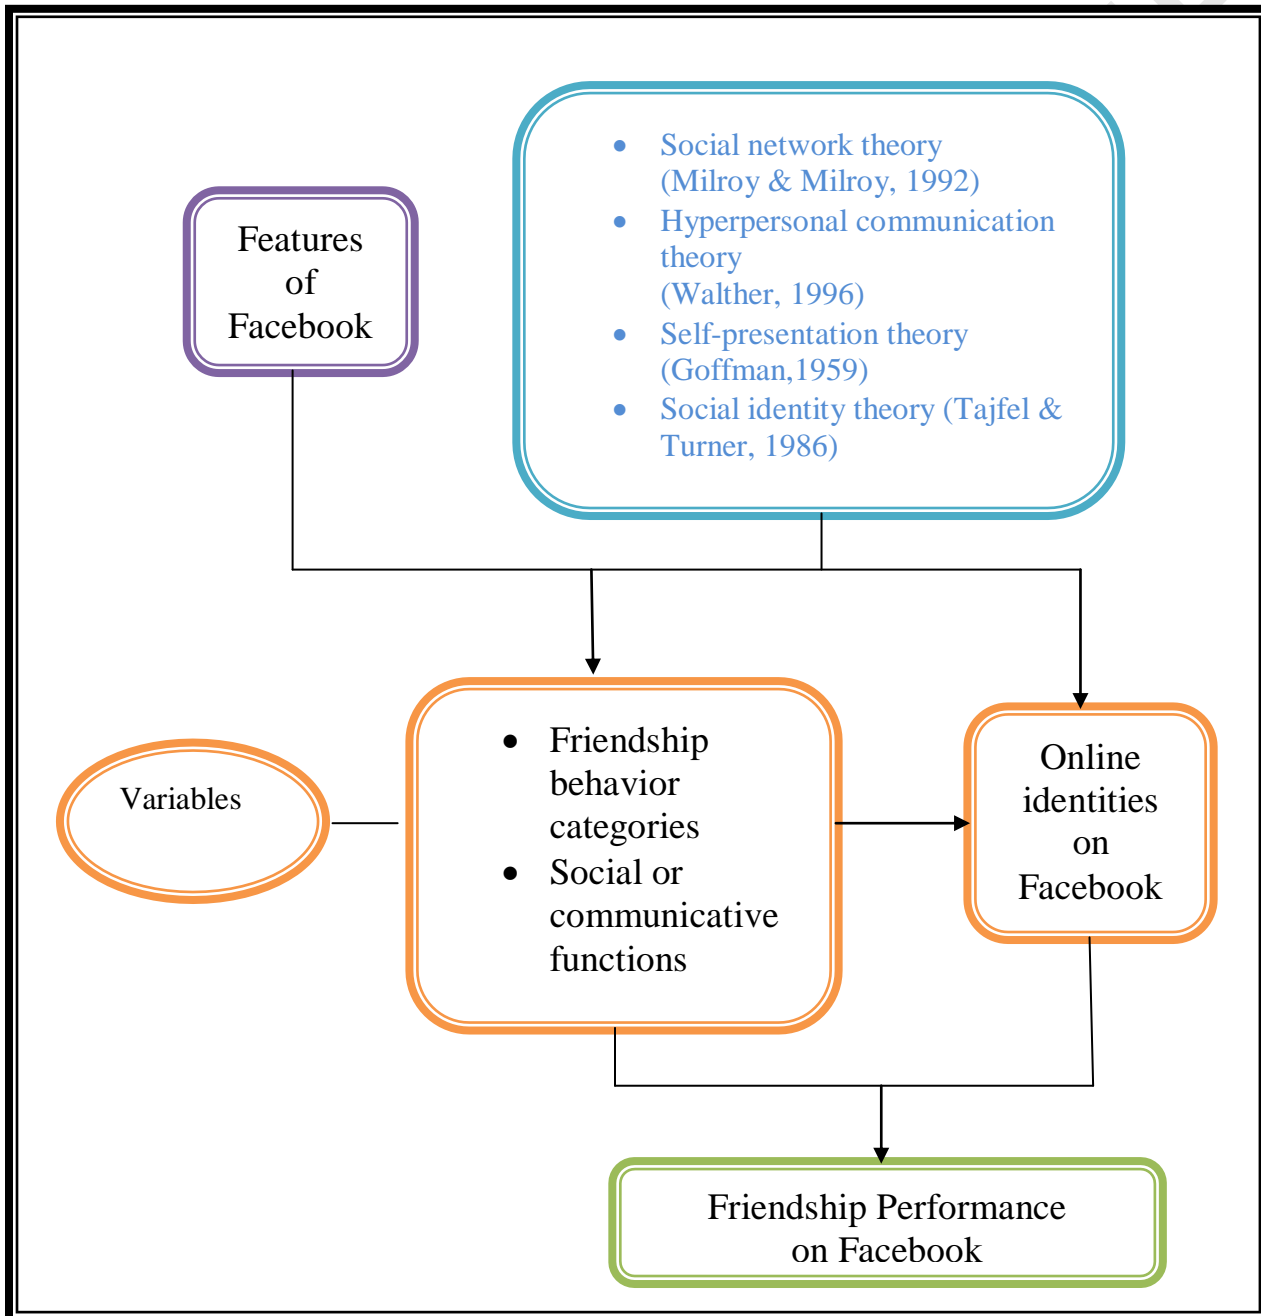 Features
of
Facebook
• Social network theory
(Milroy & Milroy, 1992)
• Hyperpersonal communication
theory
(Walther, 1996)
• Self-presentation theory
(Goffman,1959)
• Social identity theory (Tajfel &
Turner, 1986)
Variables
• Friendship
behavior
categories
• Social or
communicative
functions
Online
identities
on
Facebook
Friendship Performance
on Facebook